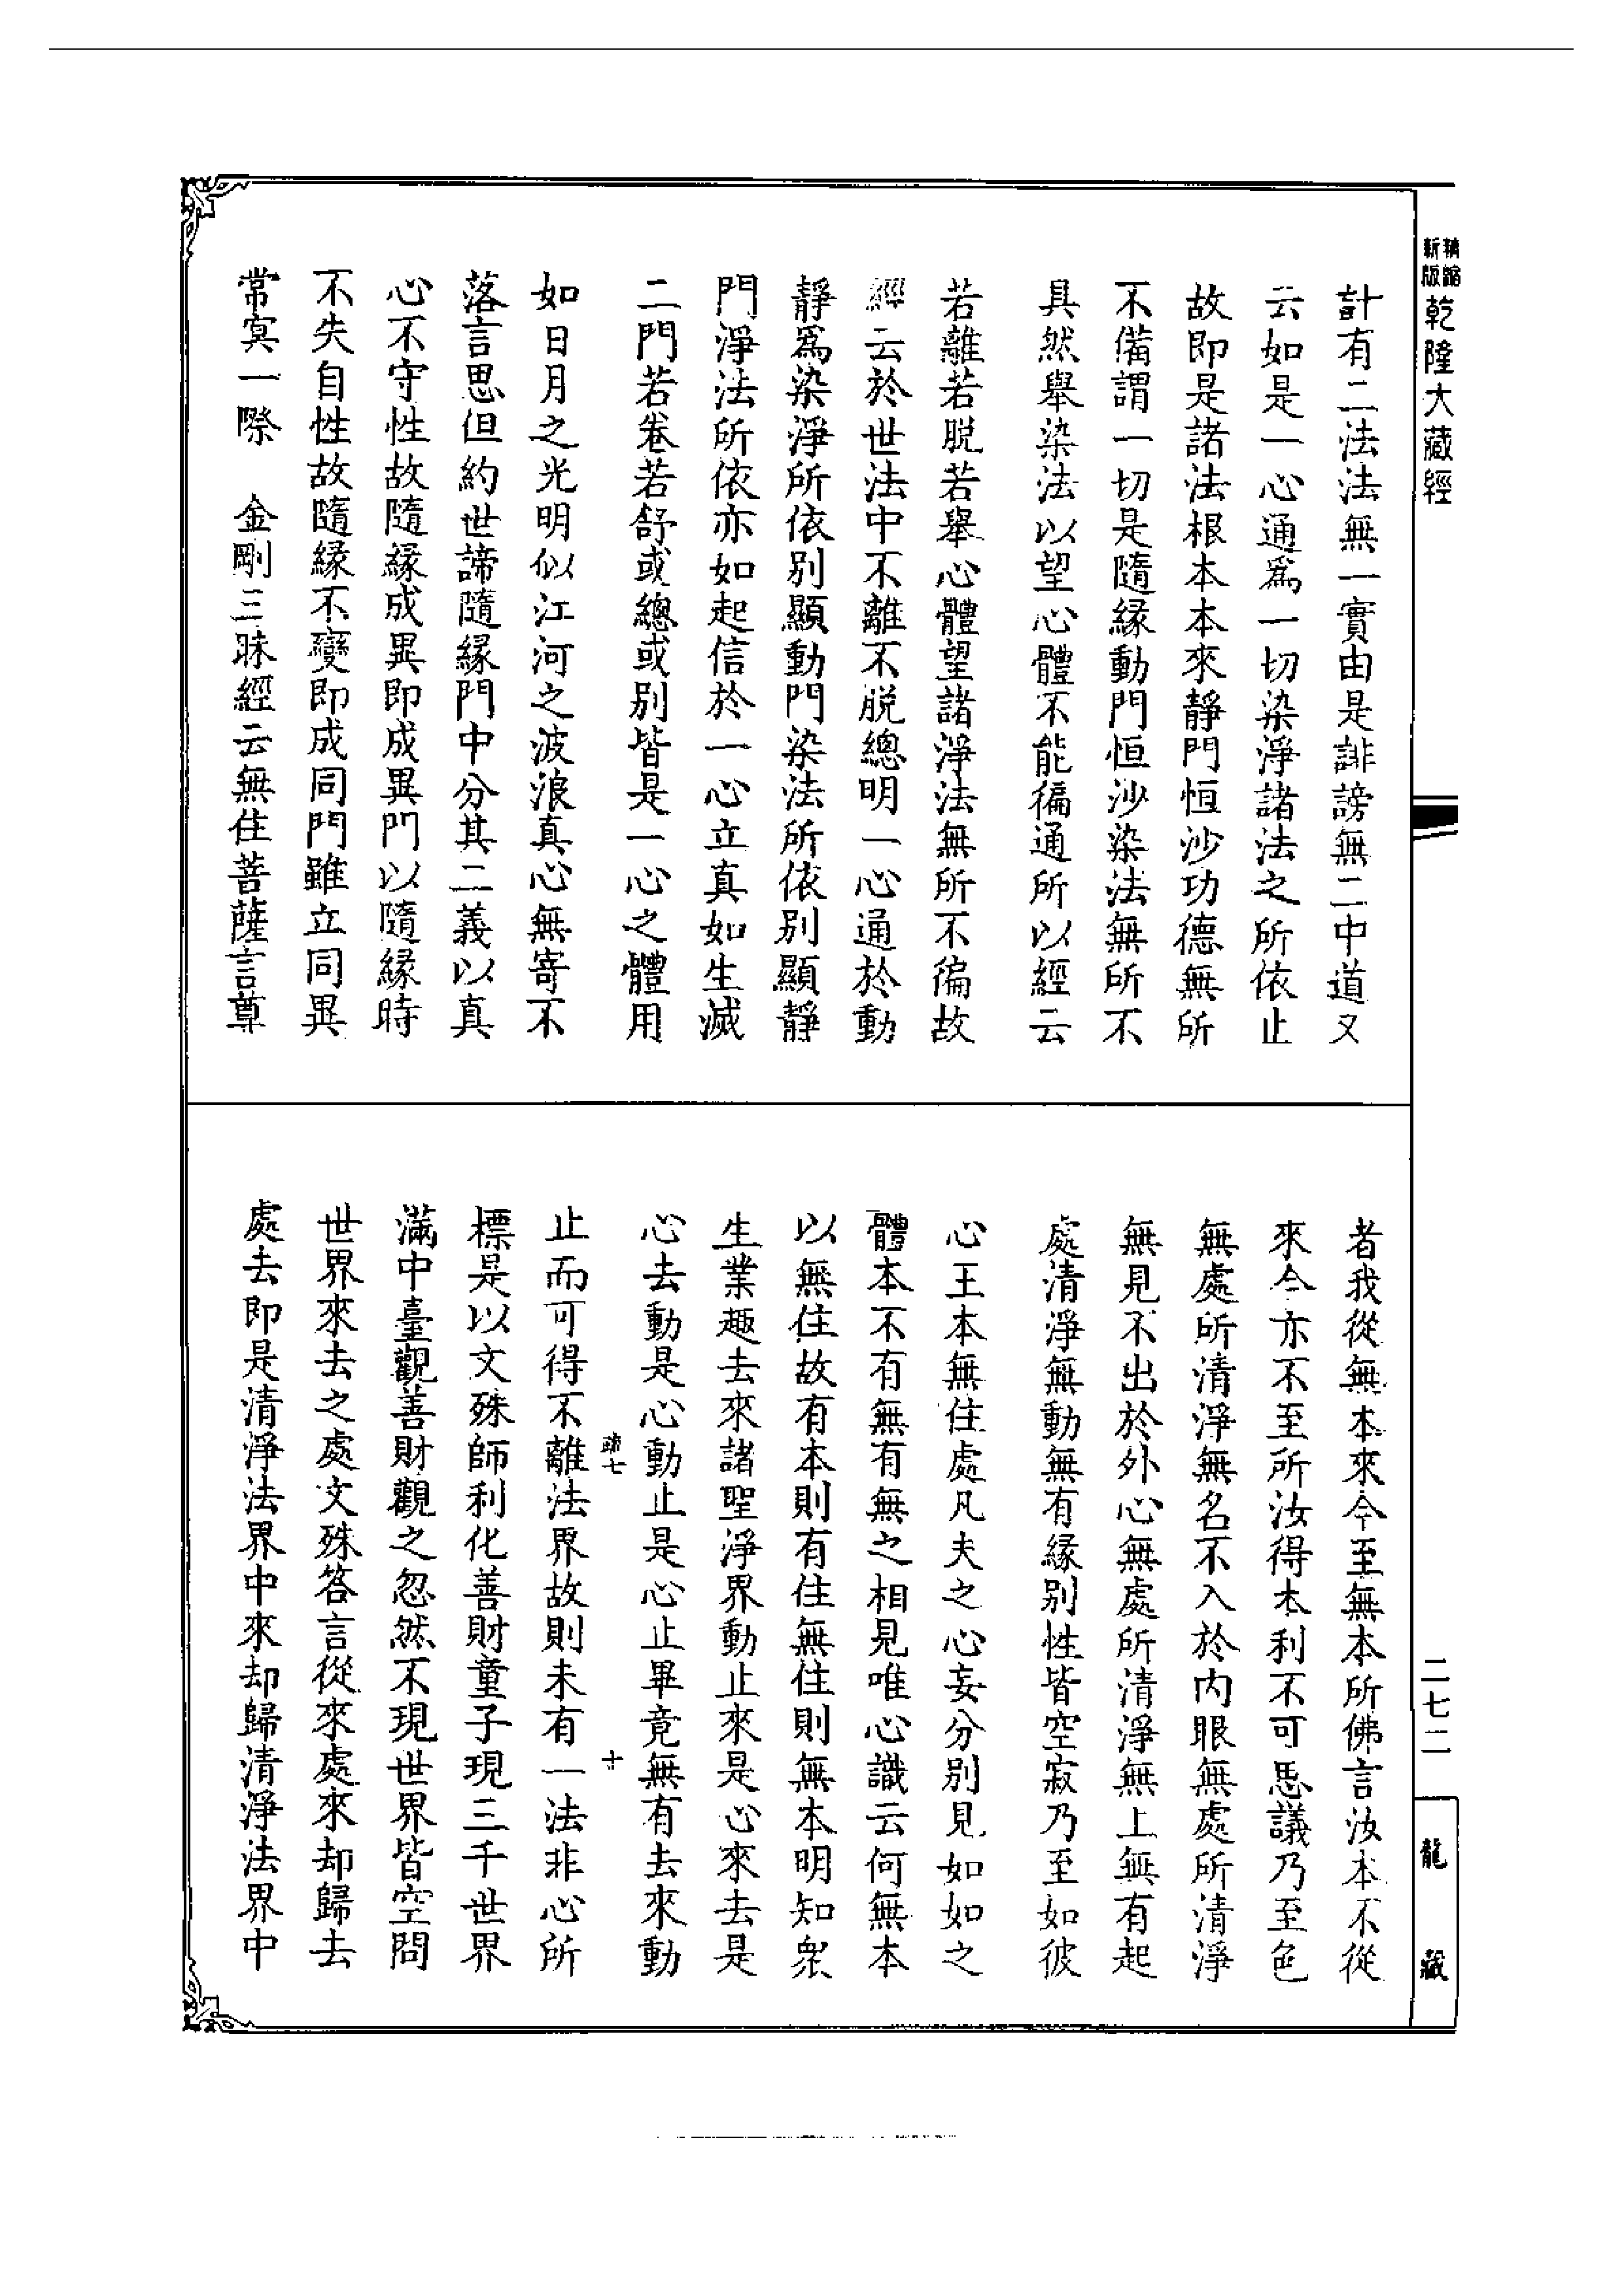 新版
精縮
乾隆大藏經
計有二法法無一實由是誹謗無二中道又
云如是一心通爲一切染淨諸法之所依止
故即是諸法根本本來靜門恒沙功德無所
不備謂一切是隨緣動門恒沙染法無所不
具然舉染法以望心體不能徧通所以經云
若離若脫若舉心體望諸淨法無所不徧故
經云於世法中不離不脫總明一心通於動
靜爲染淨所依別顯動門染法所依別顯靜
門淨法所依亦如起信於一心立真如生滅
二門若卷若舒或總或別皆是一心之體用
如日月之光明似江河之波浪真心無寄不
落言思但約世諦隨緣門中分其二義以真
心不守性故隨緣成異即成異門以隨緣時
不失自性故隨緣不變即成同門雖立同異
常冥一際 金剛三昧經云無住菩薩言尊
者我從無本來今至無本所佛言汝本不從
來今亦不至所汝得本利不可思議乃至色
無處所清淨無名不入於內眼無處所清淨
無見不出於外心無處所清淨無上無有起
處清淨無動無有緣別性皆空寂乃至如彼
心王本無住處凡夫之心妄分別見如如之
體本不有無有無之相見唯心識云何無本
以無住故有本則有住無住則無本明知衆
生業趣去來諸聖淨界動止來是心來去是
心去動是心動止是心止畢竟無有去來動
疏七
十
止而可得不離法界故則未有一法非心所
標是以文殊師利化善財童子現三千世界
滿中臺觀善財觀之忽然不現世界皆空問
世界來去之處文殊答言從來處來却歸去
處去即是清淨法界中來却歸清淨法界中
二七二
龍藏